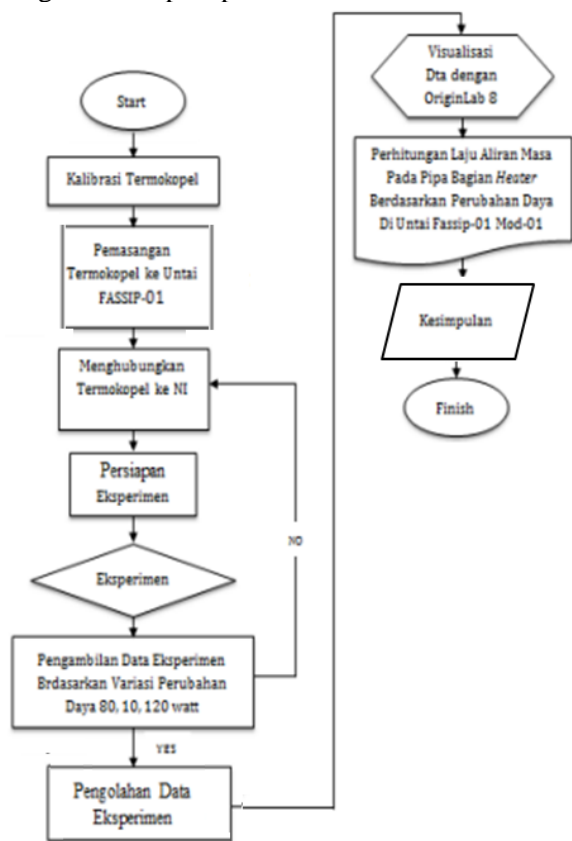 Start
Kalibrasi Termokopel
Pemasangan
Termokopel ke Untai
FASSIP-01
Menghubungkan
Termokopel ke NI
Persiapan
Eksperimen
Eksperimen
NO
Pengambilan Data Eksperimen
Brdasarkan Variasi Perubahan
Daya 80, 10, 120 watt
YES
Pengolahan Data
Eksperimen
Visualisasi
Dta dengan
OriginLab 8
Perhitungan Laju Aliran Masa
Pada Pipa Bagian Heater
Berdasarkan Perubahan Daya
Di Untai Fassip-01 Mod-01
Kesimpulan
Finish